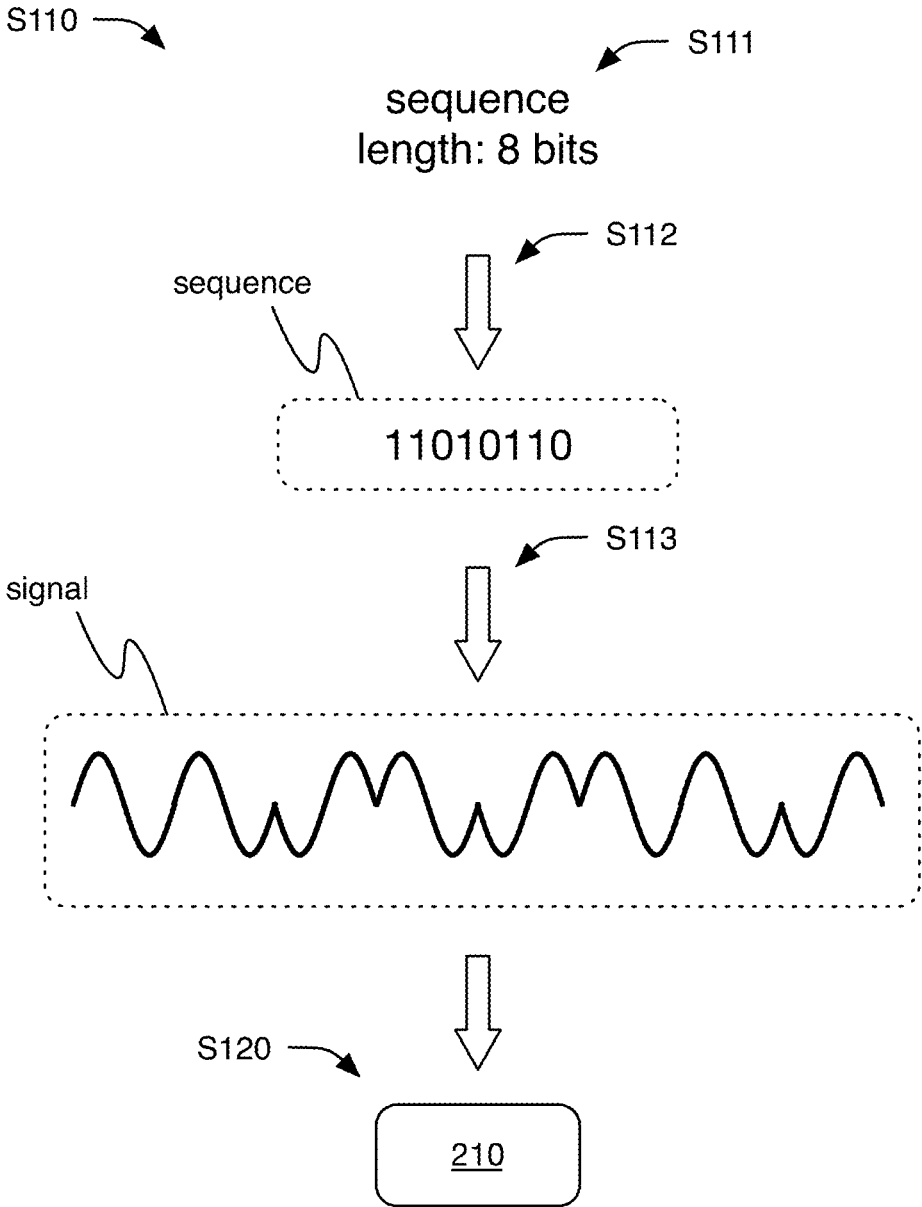 S110
S111
sequence
length: 8 bits
S112
sequence
11010110
S113
signal
S120
210